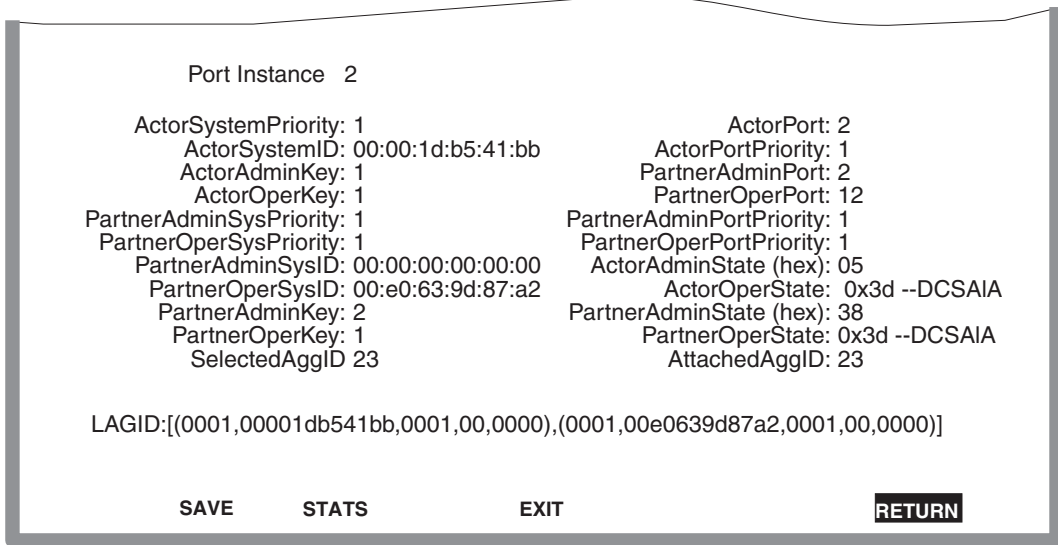 Port Instance 2
ActorSystemPriority: 1 ActorPort: 2
ActorSystemID: 00:00:1d:b5:41:bb ActorPortPriority: 1
ActorAdminKey: 1 PartnerAdminPort: 2
ActorOperKey: 1 PartnerOperPort: 12
PartnerAdminSysPriority: 1 PartnerAdminPortPriority: 1
PartnerOperSysPriority: 1 PartnerOperPortPriority: 1
PartnerAdminSysID: 00:00:00:00:00:00 ActorAdminState (hex): 05
PartnerOperSysID: 00:e0:63:9d:87:a2 ActorOperState: 0x3d --DCSAlA
PartnerAdminKey: 2 PartnerAdminState (hex): 38
PartnerOperKey: 1 PartnerOperState: 0x3d --DCSAlA
SelectedAggID 23 AttachedAggID: 23
LAGID:[(0001,00001db541bb,0001,00,0000),(0001,00e0639d87a2,0001,00,0000)]
SAVE STATS EXIT RETURN